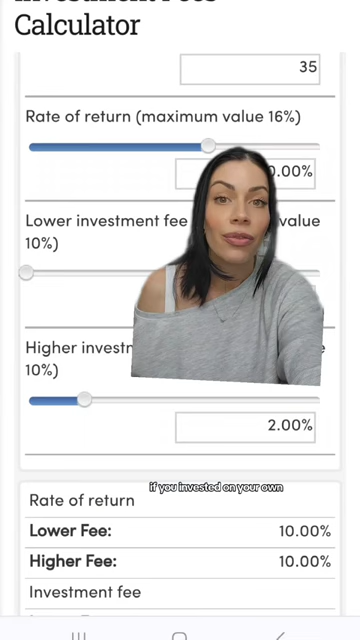 Calculator
35
Rate of return (maximum value 16%)
0.00%
Lower investment fee value
10%)
Higher
10%)
2.00%
if you invested on your own
Rate of return
Lower Fee: 10.00%
Higher Fee: 10.00%
Investment fee